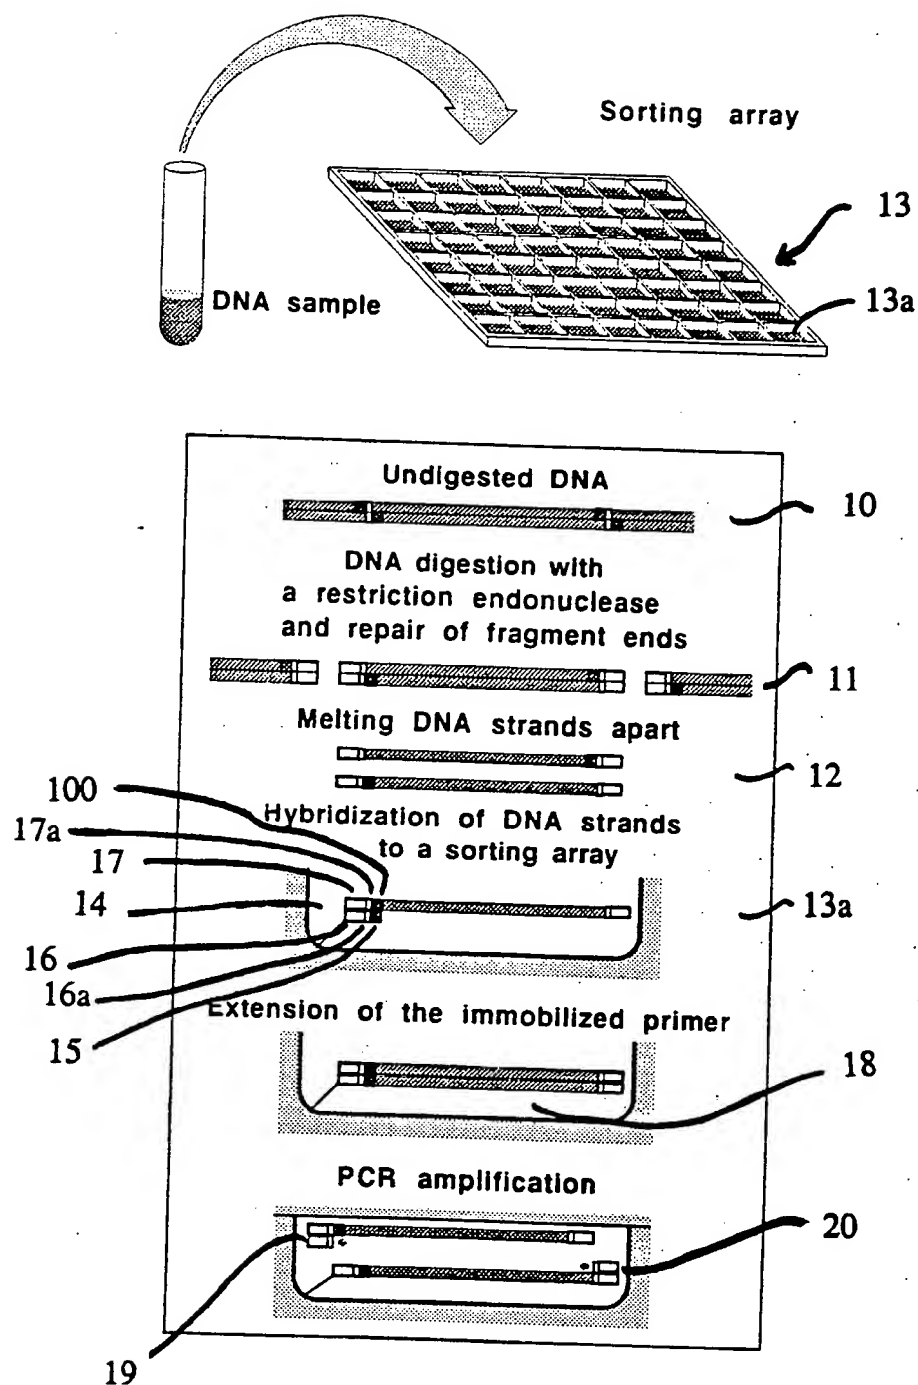 Sorting array
13
DNA sample
13a
Undigested DNA
10
DNA digestion with
a restriction endonuclease
and repair of fragment ends
11
Melting DNA strands apart
12
100
Hybridization of DNA strands
to a sorting array
17a
17
14
13a
16
16a
15
Extension of the immobilized primer
18
PCR amplification
20
19